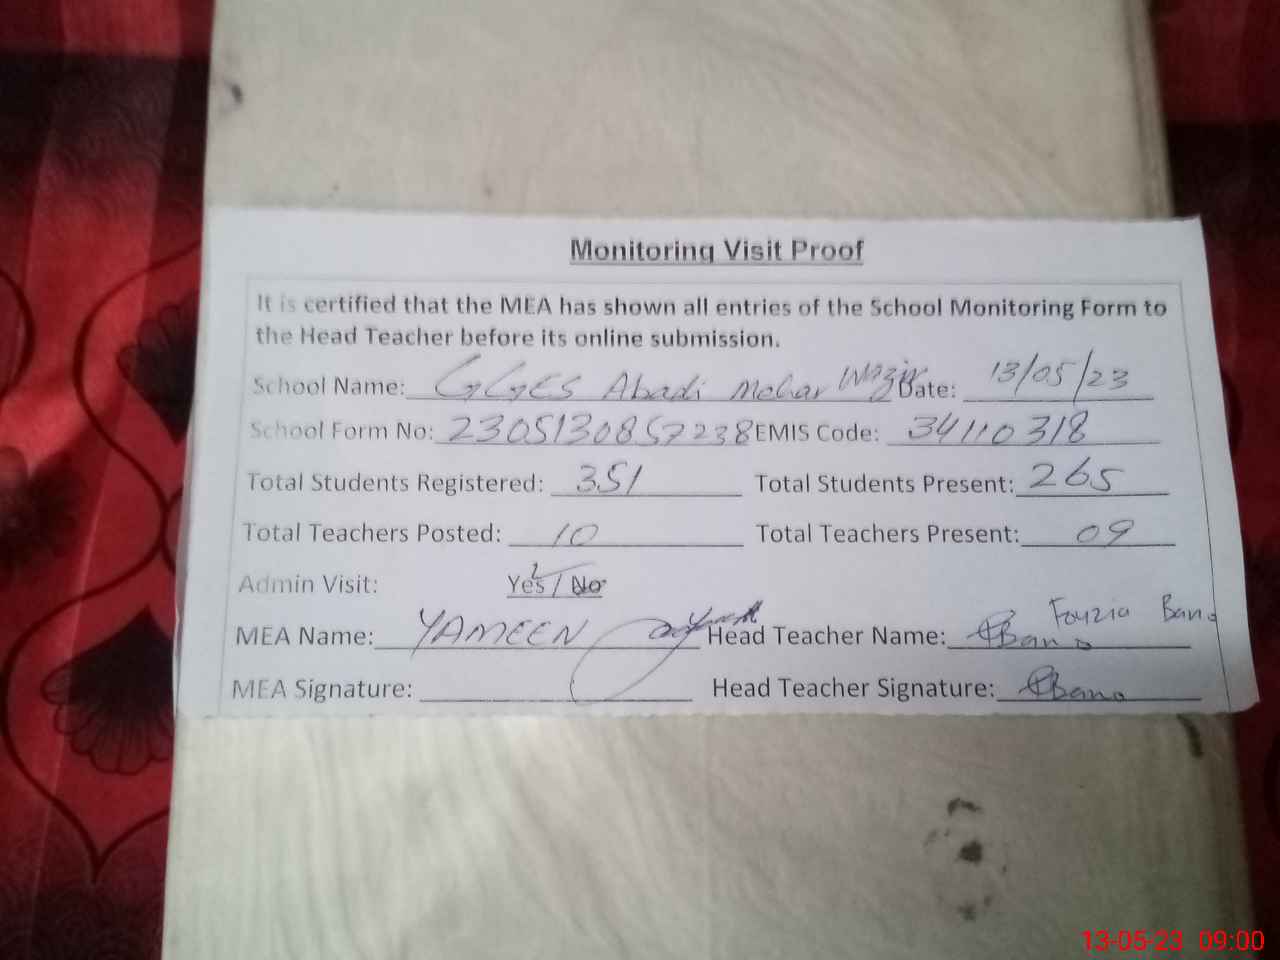 Monitoring Visit Proof
It is certified that the MEA has shown all entries of the School Monitoring Form to
the Head Teacher before its online submission.
School Name: GGES Abadi Mehar Wazir Date: 13/05/23
School Form No: 2305130857238 EMIS Code: 34110318
Total Students Registered: 351 Total Students Present: 265
Total Teachers Posted: 10 Total Teachers Present: 09
Admin Visit: Yes / No
MEA Name: YAMEEN Head Teacher Name: Bano Fouzia Bano
MEA Signature: Head Teacher Signature: Bano
13-05-23 09:00